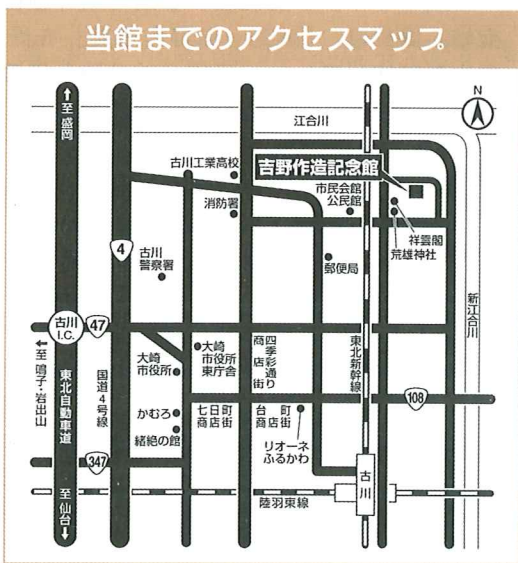 当館までのアクセスマップ
至盛岡
N
江合川
古川工業高校
吉野作造記念館
市民会館
公民館
消防署
祥雲閣
荒雄神社
4
古川
警察署
郵便局
新江合川
古川
I.C.
47
至鳴子・岩出山
東北自動車道
国道4号線
大崎
市役所
大崎
市役所
東庁舎
四季彩通り
商店街
東北新幹線
108
かむろ
緒絶の館
七日町
商店街
台町
商店街
リオーネ
ふるかわ
347
古川
陸羽東線
至仙台